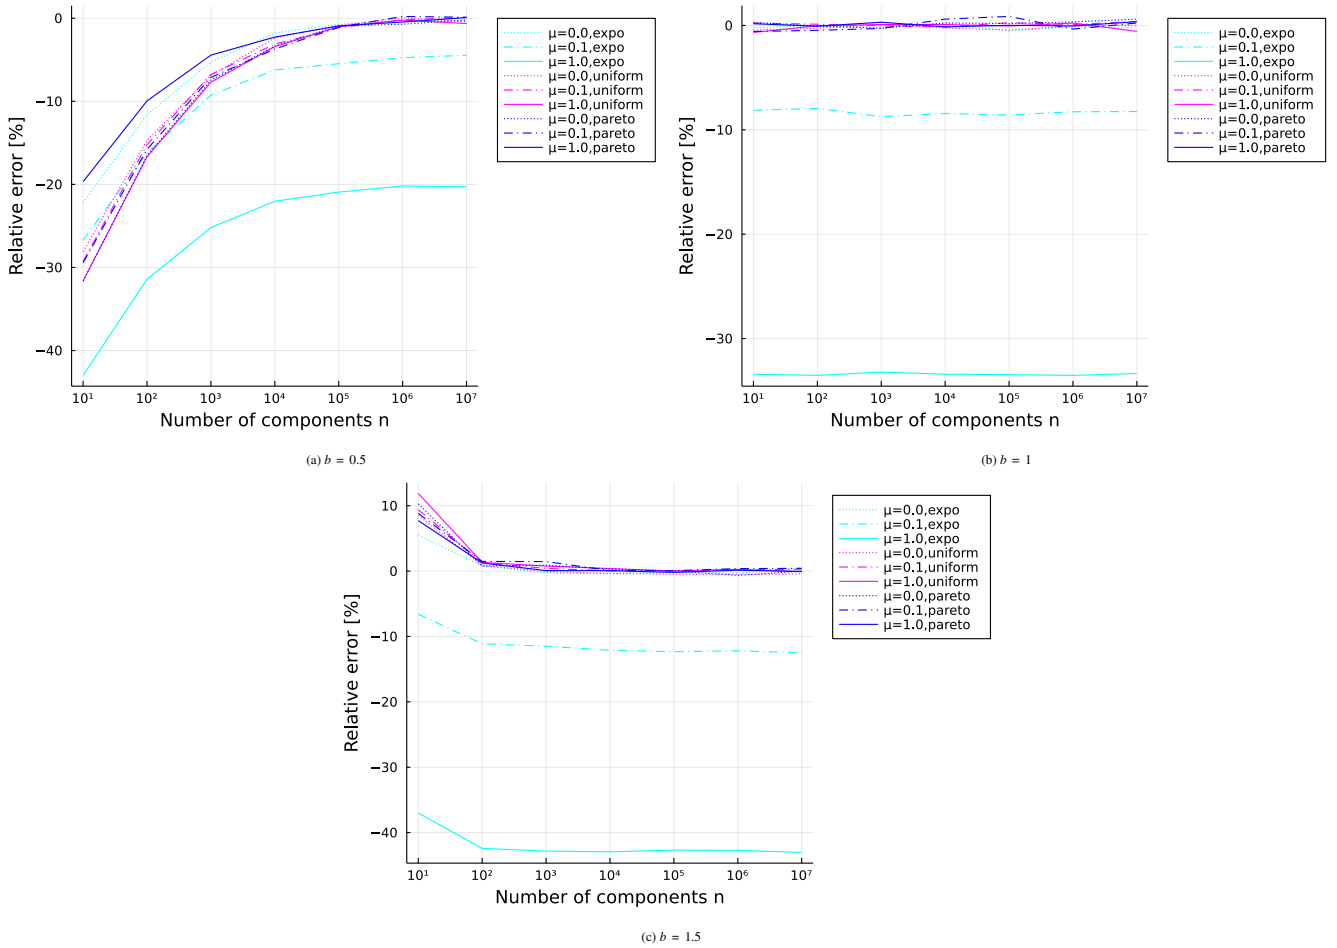 0
−10
−20
−30
−40
Relative error [%]
10¹ 10² 10³ 10⁴ 10⁵ 10⁶ 10⁷
Number of components n
μ=0.0,expo
μ=0.1,expo
μ=1.0,expo
μ=0.0,uniform
μ=0.1,uniform
μ=1.0,uniform
μ=0.0,pareto
μ=0.1,pareto
μ=1.0,pareto
(a) b = 0.5
0
−10
−20
−30
Relative error [%]
10¹ 10² 10³ 10⁴ 10⁵ 10⁶ 10⁷
Number of components n
μ=0.0,expo
μ=0.1,expo
μ=1.0,expo
μ=0.0,uniform
μ=0.1,uniform
μ=1.0,uniform
μ=0.0,pareto
μ=0.1,pareto
μ=1.0,pareto
(b) b = 1
10
0
−10
−20
−30
−40
Relative error [%]
10¹ 10² 10³ 10⁴ 10⁵ 10⁶ 10⁷
Number of components n
μ=0.0,expo
μ=0.1,expo
μ=1.0,expo
μ=0.0,uniform
μ=0.1,uniform
μ=1.0,uniform
μ=0.0,pareto
μ=0.1,pareto
μ=1.0,pareto
(c) b = 1.5